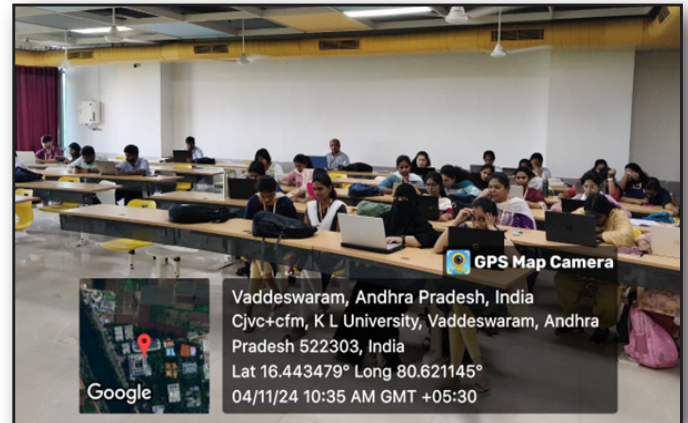 GPS Map Camera
Vaddeswaram, Andhra Pradesh, India
Cjvc+cfm, K L University, Vaddeswaram, Andhra
Pradesh 522303, India
Lat 16.443479° Long 80.621145°
04/11/24 10:35 AM GMT +05:30
Google